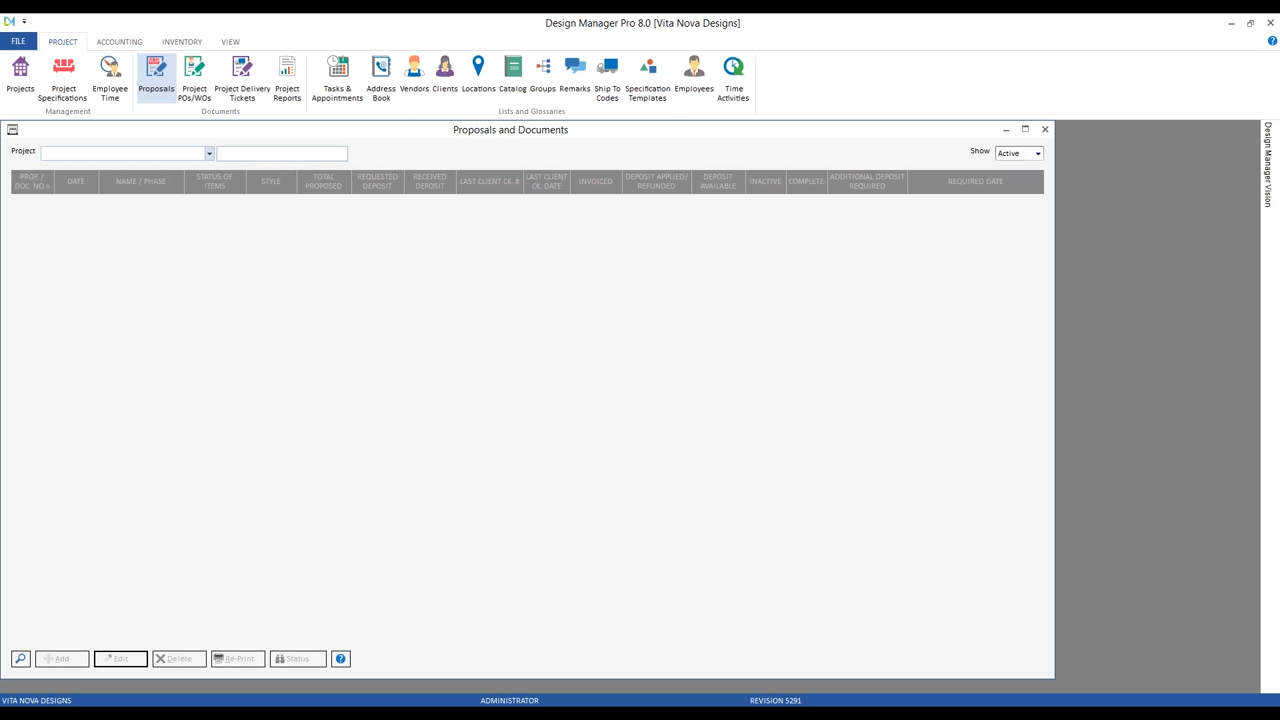 Design Manager Pro 8.0 [Vita Nova Designs]
FILE PROJECT ACCOUNTING INVENTORY VIEW
Projects Project Specifications Employee Time Proposals Project POs/WOs Project Delivery Tickets Project Reports Tasks & Appointments Address Book Vendors Clients Locations Catalog Groups Remarks Ship To Codes Specification Templates Employees Time Activities
Management Documents Lists and Glossaries
Proposals and Documents
Project Show Active
PROP. / DOC. NO. DATE NAME / PHASE STATUS OF ITEMS STYLE TOTAL PROPOSED REQUESTED DEPOSIT RECEIVED DEPOSIT LAST CLIENT CK. # LAST CLIENT CK. DATE INVOICED DEPOSIT APPLIED/ REFUNDED DEPOSIT AVAILABLE INACTIVE COMPLETE ADDITIONAL DEPOSIT REQUIRED REQUIRED DATE
Add Edit Delete Re-Print Status
Design Manager Vision
VITA NOVA DESIGNS ADMINISTRATOR REVISION 5291